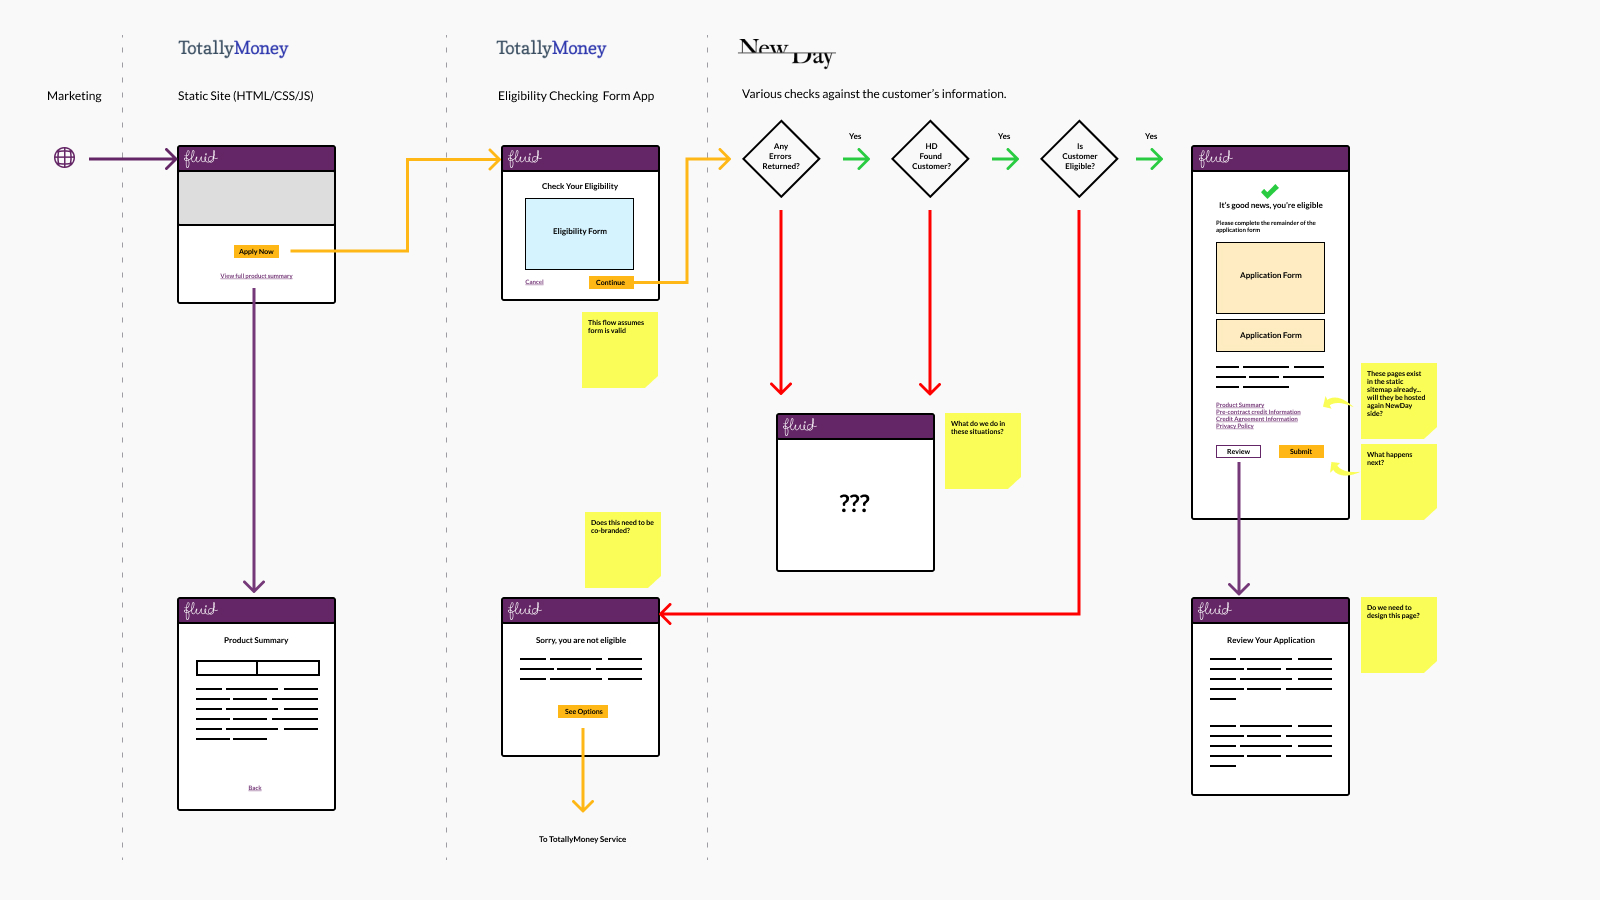 TotallyMoney
TotallyMoney
New Day
Marketing
Static Site (HTML/CSS/JS)
Eligibility Checking Form App
Various checks against the customer's information.
fluid
Apply Now
View full product summary
fluid
Check Your Eligibility
Eligibility Form
Cancel
Continue
This flow assumes
form is valid
Any
Errors
Returned?
Yes
HD
Found
Customer?
Yes
Is
Customer
Eligible?
Yes
fluid
It's good news, you're eligible
Please complete the remainder of the
application form
Application Form
Application Form
Product Summary
Pre-contract credit Information
Credit Agreement Information
Privacy Policy
Review
Submit
These pages exist
in the static
sitemap already...
will they be hosted
again NewDay
side?
What happens
next?
fluid
???
What do we do in
these situations?
Does this need to be
co-branded?
fluid
Product Summary
Back
fluid
Sorry, you are not eligible
See Options
To TotallyMoney Service
fluid
Review Your Application
Do we need to
design this page?